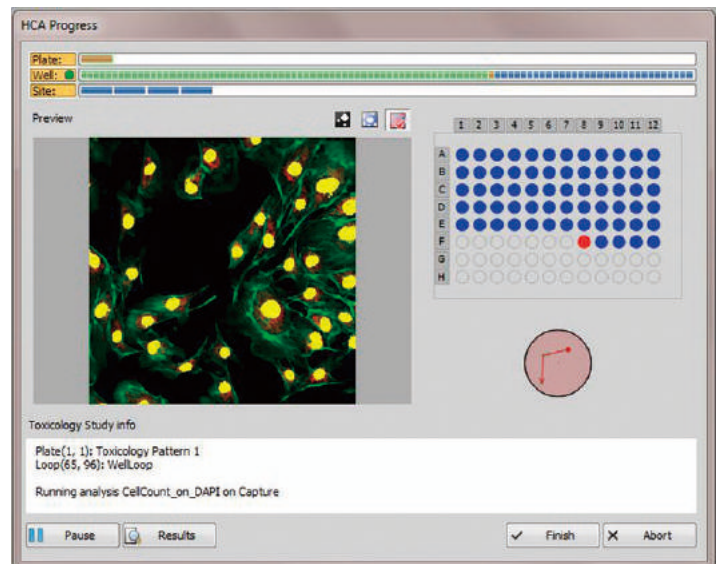 HCA Progress
Plate:
Well:
Site:
Preview
1 2 3 4 5 6 7 8 9 10 11 12
A
B
C
D
E
F
G
H
Toxicology Study info
Plate(1, 1): Toxicology Pattern 1
Loop(65, 96): WellLoop
Running analysis CellCount_on_DAPI on Capture
Pause Results Finish Abort